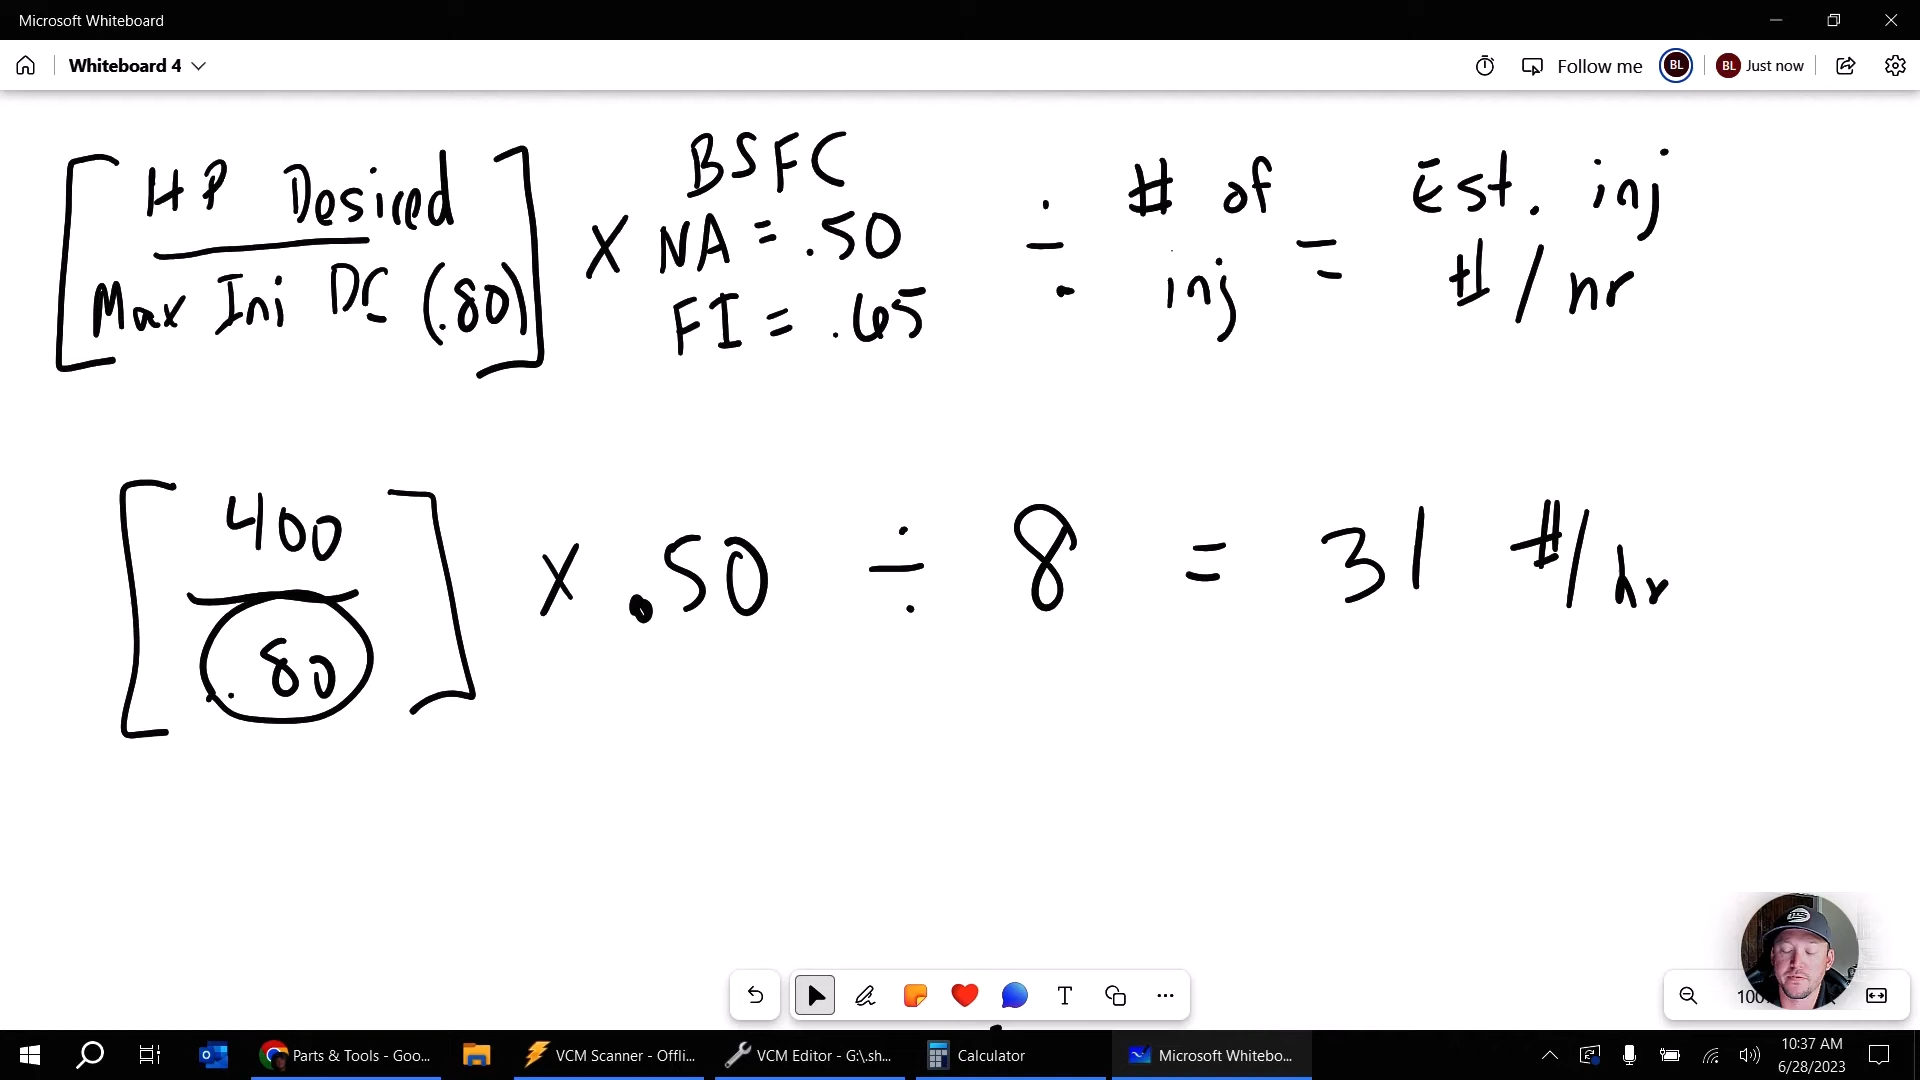 Microsoft Whiteboard
Whiteboard 4
Follow me
BL
BL
Just now
BSFC
HP Desired
Max Inj DC (.80)
X NA = .50
FI = .65
÷
# of
inj
=
Est. inj
#/hr
400
.80
X .50 ÷ 8 = 31 #/hr
T
Parts & Tools - Goo...
VCM Scanner - Offli...
VCM Editor - G:\.sh...
Calculator
Microsoft Whitebo...
10:37 AM
6/28/2023